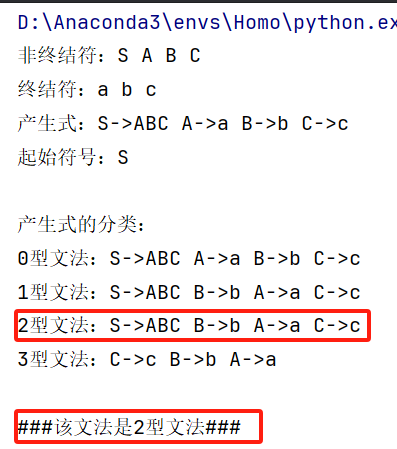 D:\Anaconda3\envs\Homo\python.ex
非终结符：S A B C
终结符：a b c
产生式：S->ABC A->a B->b C->c
起始符号：S
产生式的分类：
0型文法：S->ABC A->a B->b C->c
1型文法：S->ABC B->b A->a C->c
2型文法：S->ABC B->b A->a C->c
3型文法：C->c B->b A->a
###该文法是2型文法###